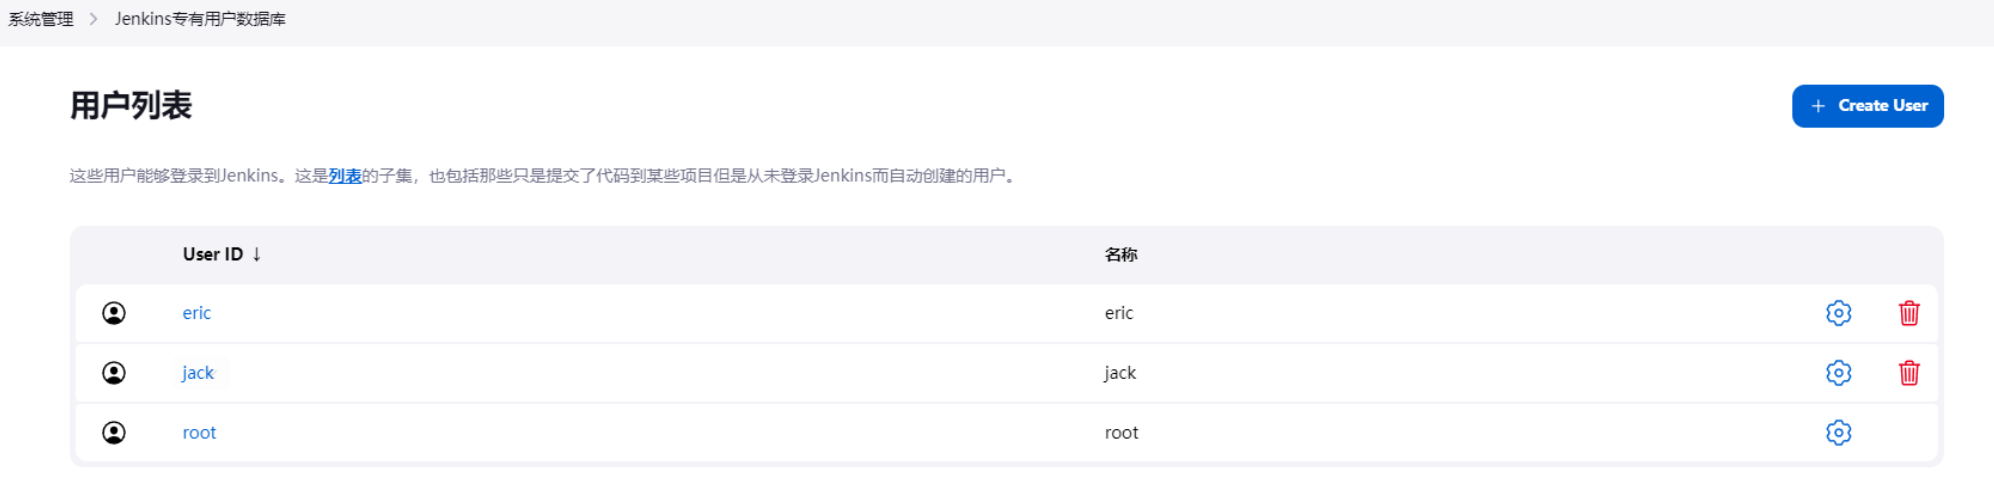 系统管理 > Jenkins专有用户数据库
用户列表
+ Create User
这些用户能够登录到Jenkins。这是列表的子集，也包括那些只是提交了代码到某些项目但是从未登录Jenkins而自动创建的用户。
User ID ↓ 名称
eric eric
jack jack
root root